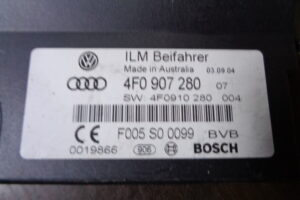 ILM Beifahrer
Made in Australia 03.09.04
4F0 907 280 07
SW: 4F0910 280 004
F005 S0 0099 BVB
0019866 906 BOSCH